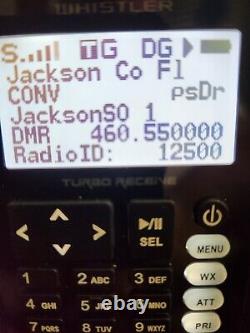 WHISTLER
S TG DG
Jackson Co Fl
CONV psDr
JacksonSO 1
DMR 460.550000
RadioID: 12500
TURBO RECEIVE
SEL
MENU
1 2 ABC 3 DEF WX
4 GHI 5 JKL 6 MNO ATT
7 PQRS 8 TUV 9 WXYZ PRI